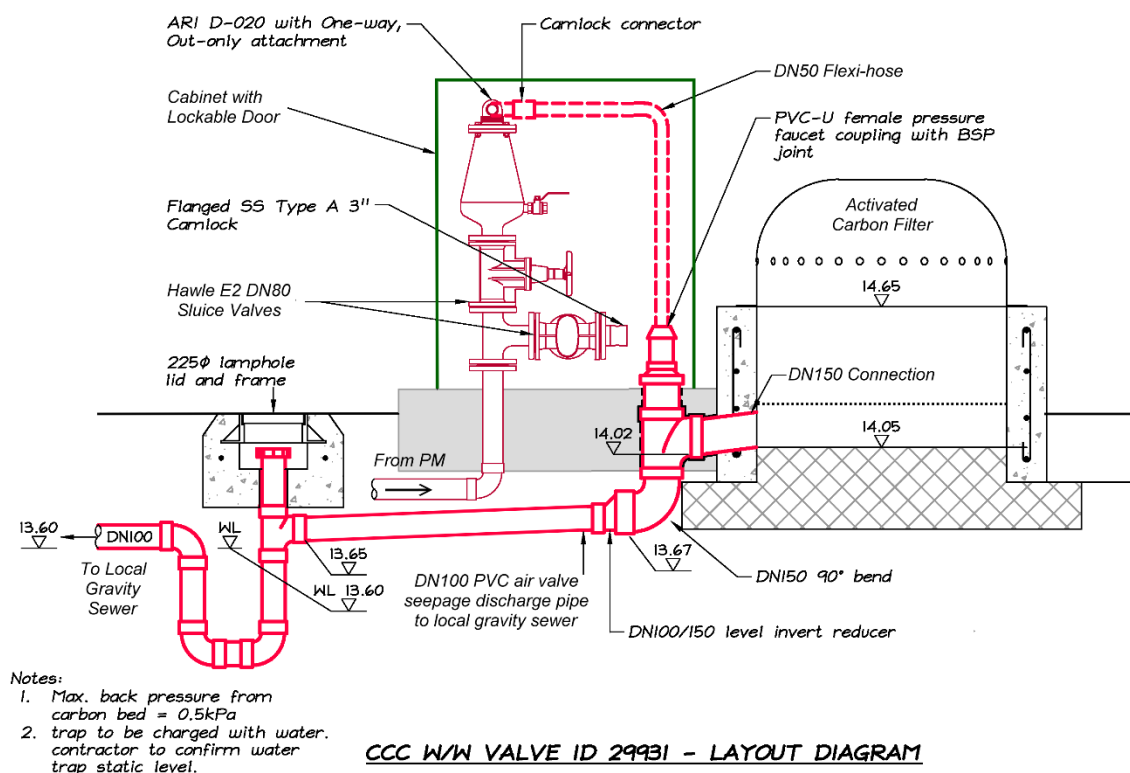 ARI D-020 with One-way,
Out-only attachment
Camlock connector
DN50 Flexi-hose
Cabinet with
Lockable Door
PVC-U female pressure
faucet coupling with BSP
joint
Flanged SS Type A 3"
Camlock
Activated
Carbon Filter
14.65
Hawle E2 DN80
Sluice Valves
225ϕ lamphole
lid and frame
DN150 Connection
14.02
14.05
From PM
13.60
DN100
WL
13.65
13.67
To Local
Gravity
Sewer
WL 13.60
DN100 PVC air valve
seepage discharge pipe
to local gravity sewer
DN150 90° bend
DN100/150 level invert reducer
Notes:
1. Max. back pressure from
carbon bed = 0.5kPa
2. trap to be charged with water.
contractor to confirm water
trap static level.
CCC W/W VALVE ID 29931 - LAYOUT DIAGRAM